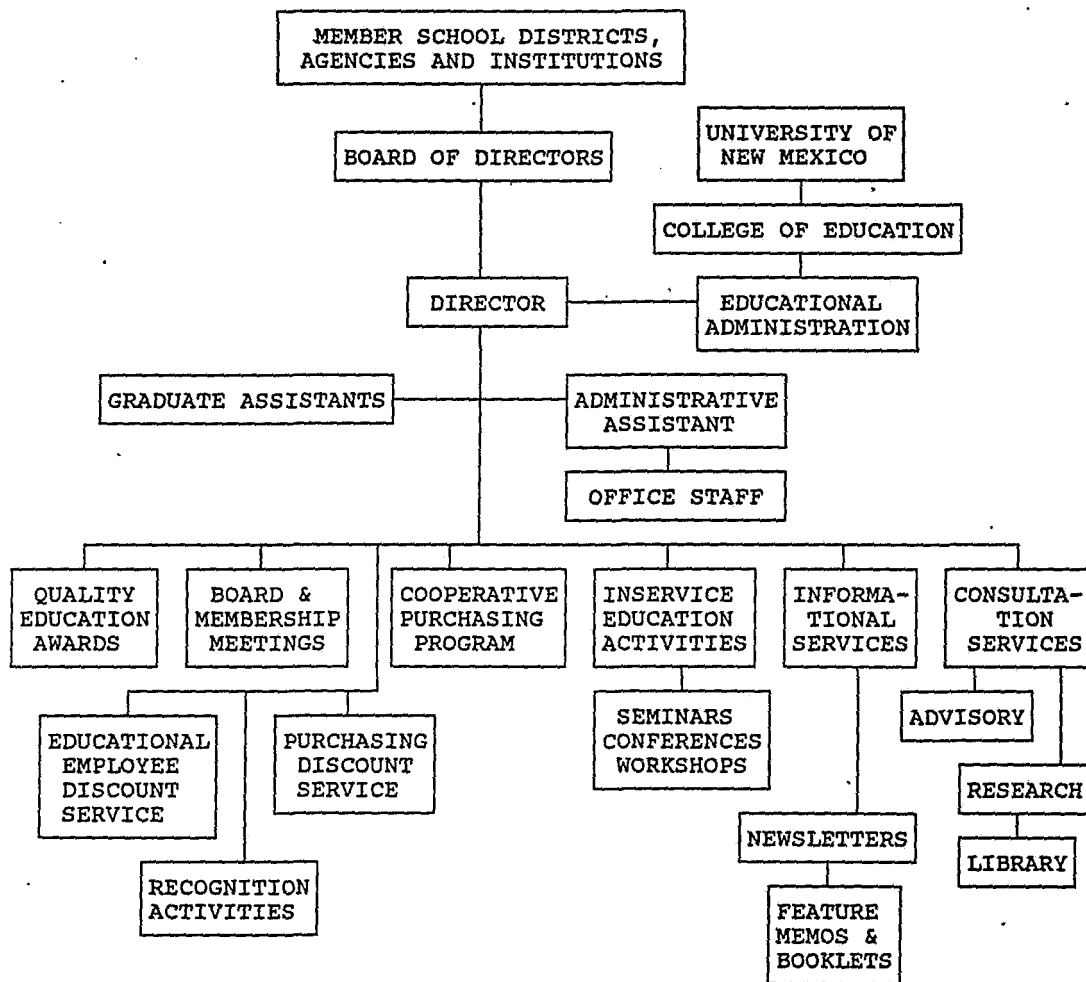 MEMBER SCHOOL DISTRICTS,
AGENCIES AND INSTITUTIONS
BOARD OF DIRECTORS
UNIVERSITY OF
NEW MEXICO
COLLEGE OF EDUCATION
DIRECTOR
EDUCATIONAL
ADMINISTRATION
GRADUATE ASSISTANTS
ADMINISTRATIVE
ASSISTANT
OFFICE STAFF
QUALITY
EDUCATION
AWARDS
BOARD &
MEMBERSHIP
MEETINGS
COOPERATIVE
PURCHASING
PROGRAM
INSERVICE
EDUCATION
ACTIVITIES
INFORMA-
TIONAL
SERVICES
CONSULTA-
TION
SERVICES
EDUCATIONAL
EMPLOYEE
DISCOUNT
SERVICE
PURCHASING
DISCOUNT
SERVICE
SEMINARS
CONFERENCES
WORKSHOPS
ADVISORY
RESEARCH
NEWSLETTERS
LIBRARY
RECOGNITION
ACTIVITIES
FEATURE
MEMOS &
BOOKLETS